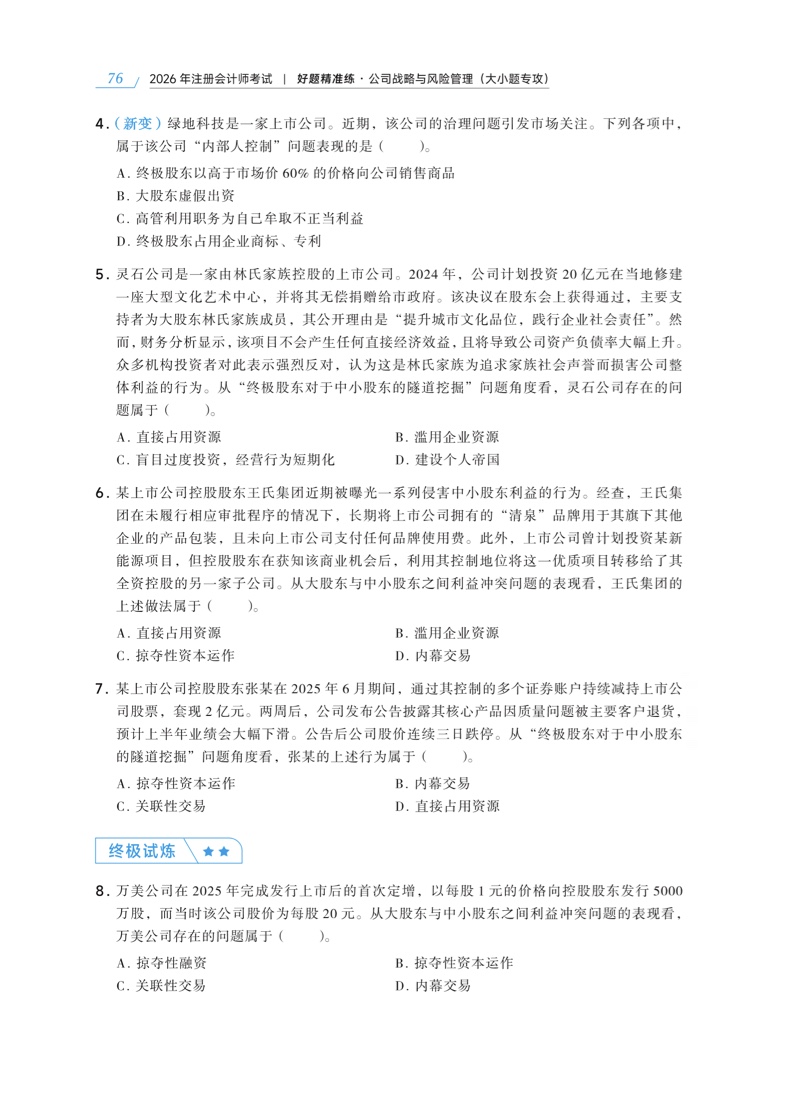 76 2026 年注册会计师考试 | 好题精准练 · 公司战略与风险管理（大小题专攻）
4.（新变）绿地科技是一家上市公司。近期，该公司的治理问题引发市场关注。下列各项中，
属于该公司“内部人控制”问题表现的是（　　）。
A. 终极股东以高于市场价 60% 的价格向公司销售商品
B. 大股东虚假出资
C. 高管利用职务为自己牟取不正当利益
D. 终极股东占用企业商标、专利
5. 灵石公司是一家由林氏家族控股的上市公司。2024 年，公司计划投资 20 亿元在当地修建
一座大型文化艺术中心，并将其无偿捐赠给市政府。该决议在股东会上获得通过，主要支
持者为大股东林氏家族成员，其公开理由是“提升城市文化品位，践行企业社会责任”。然
而，财务分析显示，该项目不会产生任何直接经济效益，且将导致公司资产负债率大幅上升。
众多机构投资者对此表示强烈反对，认为这是林氏家族为追求家族社会声誉而损害公司整
体利益的行为。从“终极股东对于中小股东的隧道挖掘”问题角度看，灵石公司存在的问
题属于（　　）。
A. 直接占用资源 B. 滥用企业资源
C. 盲目过度投资，经营行为短期化 D. 建设个人帝国
6. 某上市公司控股股东王氏集团近期被曝光一系列侵害中小股东利益的行为。经查，王氏集
团在未履行相应审批程序的情况下，长期将上市公司拥有的“清泉”品牌用于其旗下其他
企业的产品包装，且未向上市公司支付任何品牌使用费。此外，上市公司曾计划投资某新
能源项目，但控股股东在获知该商业机会后，利用其控制地位将这一优质项目转移给了其
全资控股的另一家子公司。从大股东与中小股东之间利益冲突问题的表现看，王氏集团的
上述做法属于（　　）。
A. 直接占用资源 B. 滥用企业资源
C. 掠夺性资本运作 D. 内幕交易
7. 某上市公司控股股东张某在 2025 年 6 月期间，通过其控制的多个证券账户持续减持上市公
司股票，套现 2 亿元。两周后，公司发布公告披露其核心产品因质量问题被主要客户退货，
预计上半年业绩会大幅下滑。公告后公司股价连续三日跌停。从“终极股东对于中小股东
的隧道挖掘”问题角度看，张某的上述行为属于（　　）。
A. 掠夺性资本运作 B. 内幕交易
C. 关联性交易 D. 直接占用资源
终极试炼 ★★
8. 万美公司在 2025 年完成发行上市后的首次定增，以每股 1 元的价格向控股股东发行 5000
万股，而当时该公司股价为每股 20 元。从大股东与中小股东之间利益冲突问题的表现看，
万美公司存在的问题属于（　　）。
A. 掠夺性融资 B. 掠夺性资本运作
C. 关联性交易 D. 内幕交易